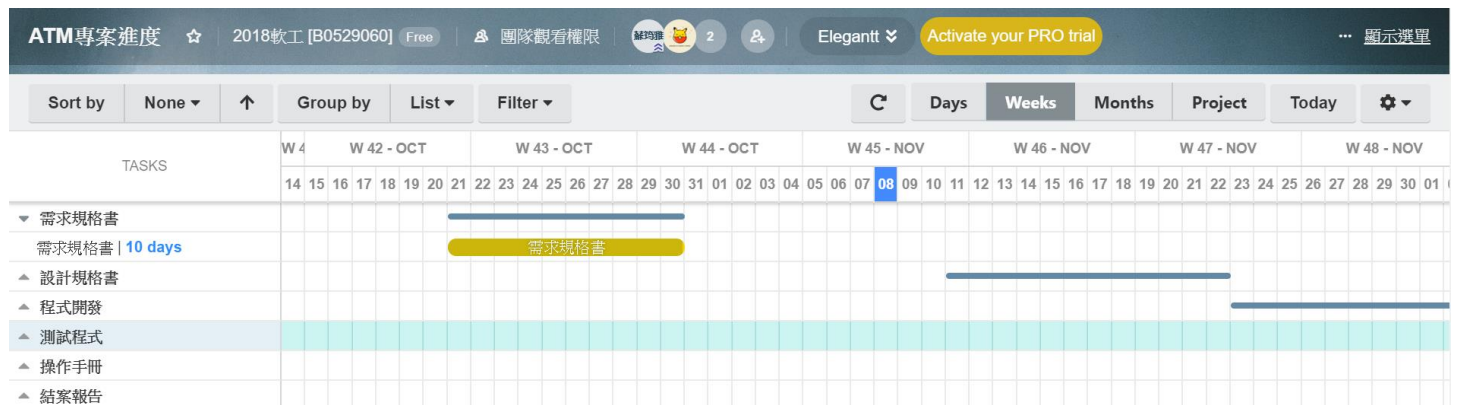 ATM專案進度 2018軟工 [B0529060] Free 團隊觀看權限 蘇筠雅 2 Elegantt Activate your PRO trial ... 顯示選單
Sort by None Group by List Filter Days Weeks Months Project Today
TASKS W 4 W 42 - OCT W 43 - OCT W 44 - OCT W 45 - NOV W 46 - NOV W 47 - NOV W 48 - NOV
14 15 16 17 18 19 20 21 22 23 24 25 26 27 28 29 30 31 01 02 03 04 05 06 07 08 09 10 11 12 13 14 15 16 17 18 19 20 21 22 23 24 25 26 27 28 29 30 01
需求規格書
需求規格書 | 10 days 需求規格書
設計規格書
程式開發
測試程式
操作手冊
結案報告